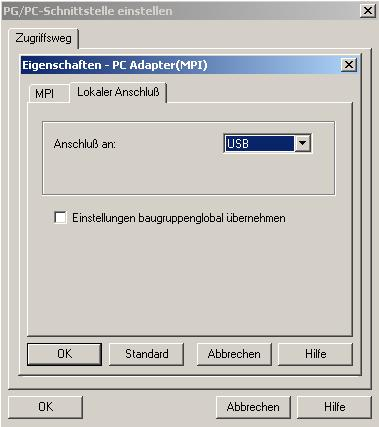 PG/PC-Schnittstelle einstellen
Zugriffsweg
Eigenschaften - PC Adapter(MPI)
MPI Lokaler Anschluß
Anschluß an: USB
Einstellungen baugruppenglobal übernehmen
OK Standard Abbrechen Hilfe
OK Abbrechen Hilfe